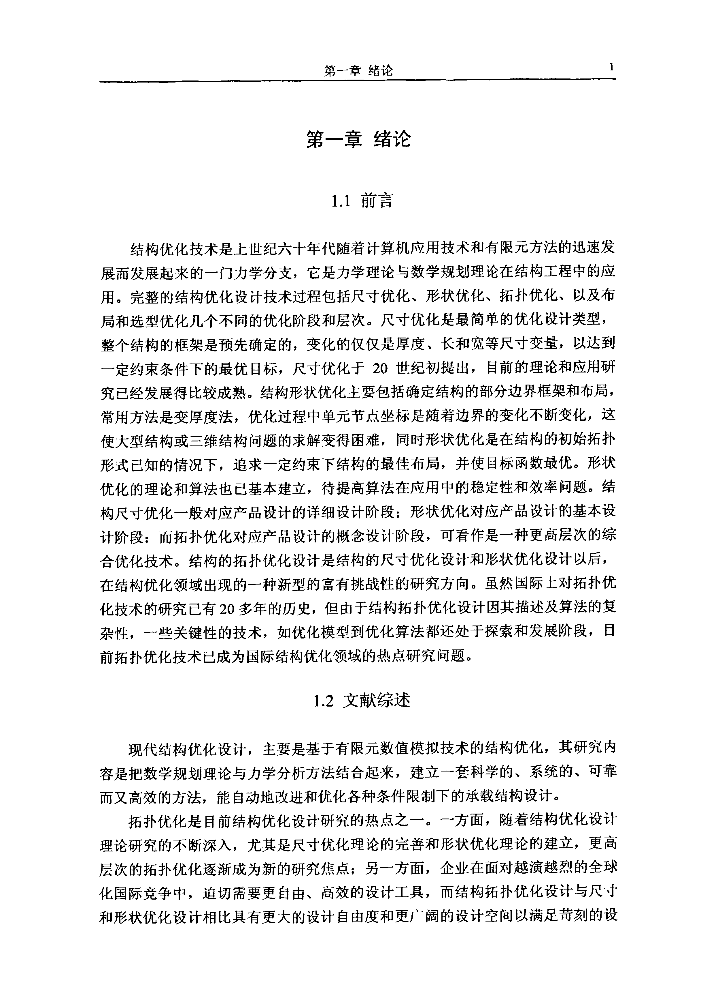 第一章 绪论
1
第一章 绪论
1.1 前言
结构优化技术是上世纪六十年代随着计算机应用技术和有限元方法的迅速发
展而发展起来的一门力学分支，它是力学理论与数学规划理论在结构工程中的应
用。完整的结构优化设计技术过程包括尺寸优化、形状优化、拓扑优化、以及布
局和选型优化几个不同的优化阶段和层次。尺寸优化是最简单的优化设计类型，
整个结构的框架是预先确定的，变化的仅仅是厚度、长和宽等尺寸变量，以达到
一定约束条件下的最优目标，尺寸优化于 20 世纪初提出，目前的理论和应用研
究已经发展得比较成熟。结构形状优化主要包括确定结构的部分边界框架和布局，
常用方法是变厚度法，优化过程中单元节点坐标是随着边界的变化不断变化，这
使大型结构或三维结构问题的求解变得困难，同时形状优化是在结构的初始拓扑
形式已知的情况下，追求一定约束下结构的最佳布局，并使目标函数最优。形状
优化的理论和算法也已基本建立，待提高算法在应用中的稳定性和效率问题。结
构尺寸优化一般对应产品设计的详细设计阶段；形状优化对应产品设计的基本设
计阶段；而拓扑优化对应产品设计的概念设计阶段，可看作是一种更高层次的综
合优化技术。结构的拓扑优化设计是结构的尺寸优化设计和形状优化设计以后，
在结构优化领域出现的一种新型的富有挑战性的研究方向。虽然国际上对拓扑优
化技术的研究已有 20 多年的历史，但由于结构拓扑优化设计因其描述及算法的复
杂性，一些关键性的技术，如优化模型到优化算法都还处于探索和发展阶段，目
前拓扑优化技术已成为国际结构优化领域的热点研究问题。
1.2 文献综述
现代结构优化设计，主要是基于有限元数值模拟技术的结构优化，其研究内
容是把数学规划理论与力学分析方法结合起来，建立一套科学的、系统的、可靠
而又高效的方法，能自动地改进和优化各种条件限制下的承载结构设计。
拓扑优化是目前结构优化设计研究的热点之一。一方面，随着结构优化设计
理论研究的不断深入，尤其是尺寸优化理论的完善和形状优化理论的建立，更高
层次的拓扑优化逐渐成为新的研究焦点；另一方面，企业在面对越演越烈的全球
化国际竞争中，迫切需要更自由、高效的设计工具，而结构拓扑优化设计与尺寸
和形状优化设计相比具有更大的设计自由度和更广阔的设计空间以满足苛刻的设